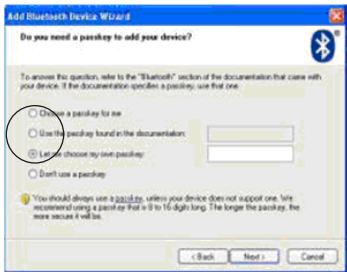 Add Bluetooth Device Wizard
Do you need a passkey to add your device?
To answer this question, refer to the "Bluetooth" section of the documentation that came with
your device. If the documentation specifies a passkey, use that one.
Choose a passkey for me
Use the passkey found in the documentation:
Let me choose my own passkey:
Don't use a passkey
You should always use a passkey, unless your device does not support one. We
recommend using a passkey that is 8 to 16 digits long. The longer the passkey, the
more secure it will be.
< Back
Next >
Cancel